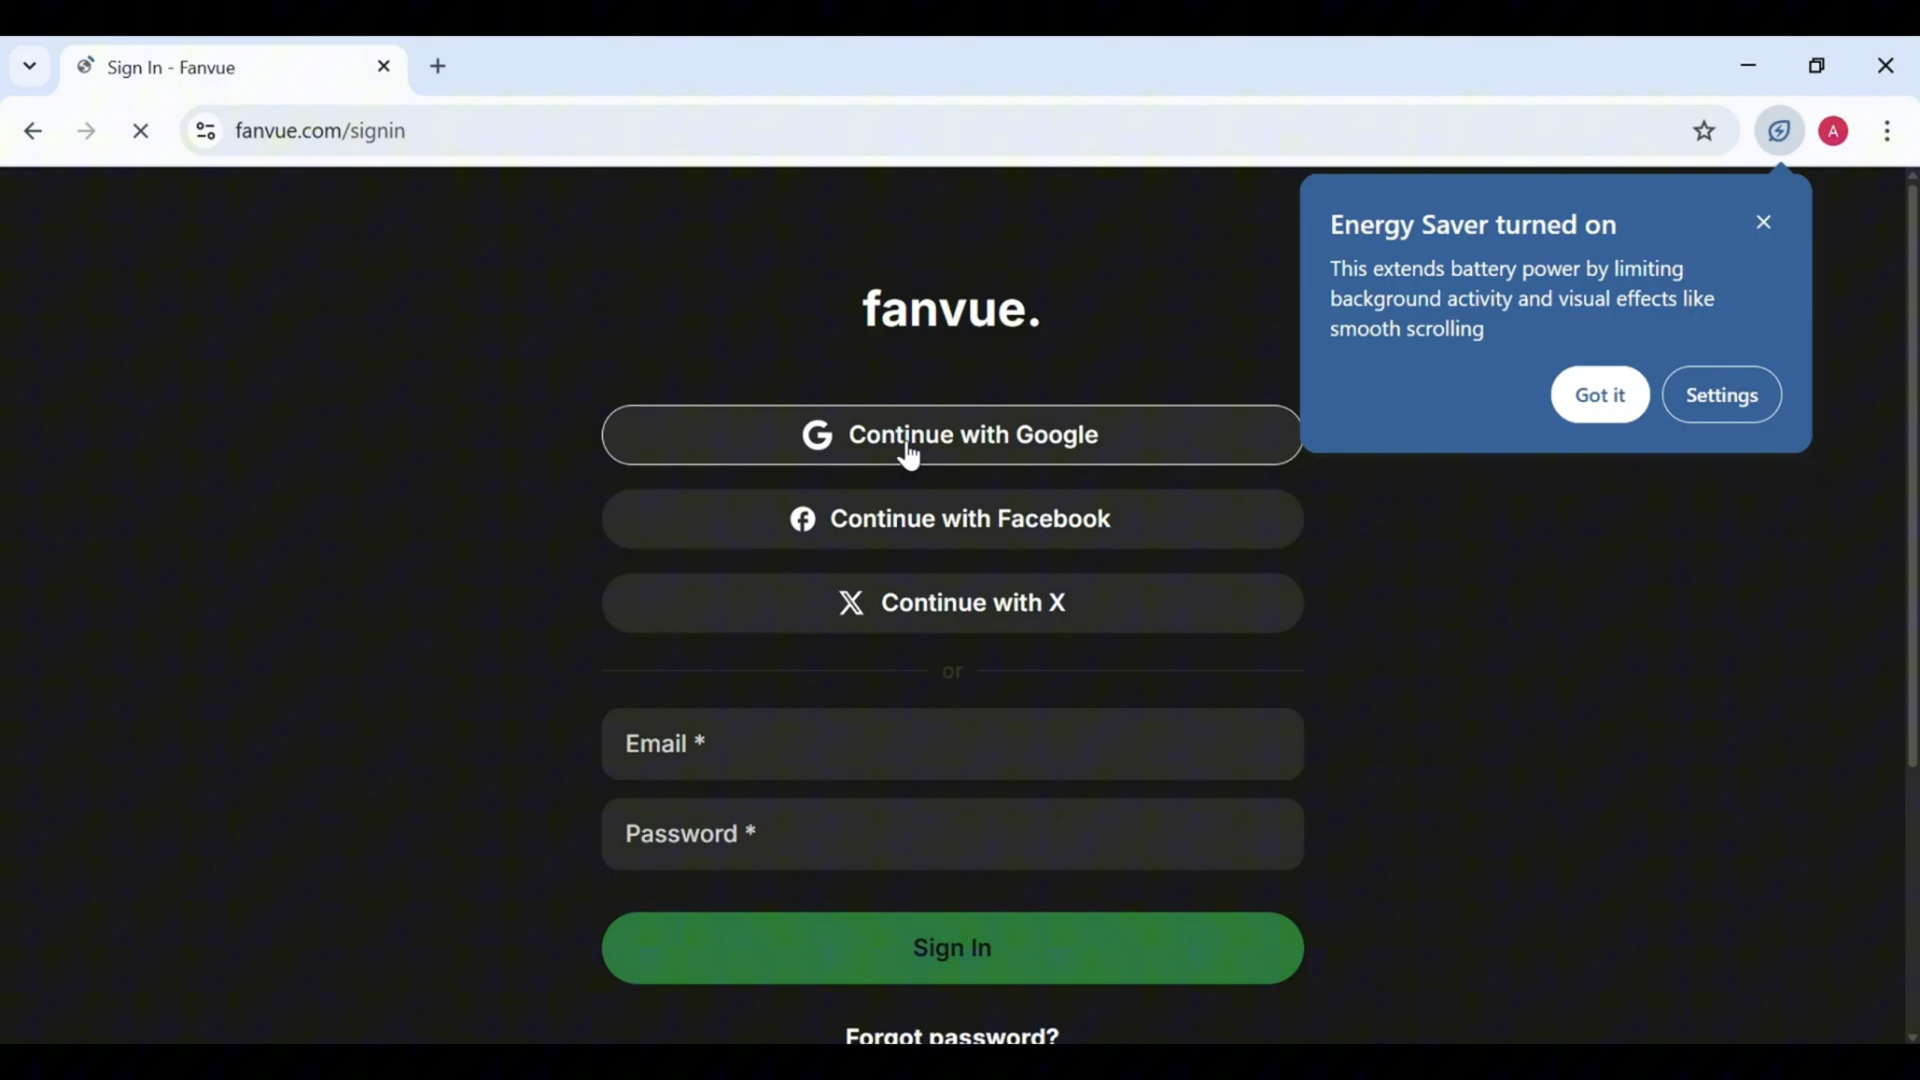 Sign In - Fanvue
fanvue.com/signin
A
Energy Saver turned on
This extends battery power by limiting
background activity and visual effects like
smooth scrolling
Got it
Settings
fanvue.
Continue with Google
Continue with Facebook
Continue with X
or
Email *
Password *
Sign In
Forgot password?